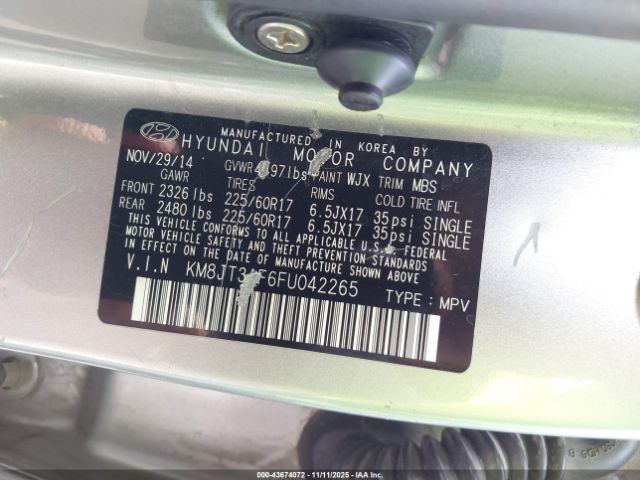 MANUFACTURED IN KOREA BY
HYUNDAI MOTOR COMPANY
NOV/29/14 GVWR lbs PAINT WJX TRIM MBS
GAWR TIRES RIMS COLD TIRE INFL
FRONT 2326 lbs 225/60R17 6.5JX17 35psi SINGLE
REAR 2480 lbs 225/60R17 6.5JX17 35psi SINGLE
THIS VEHICLE CONFORMS TO ALL APPLICABLE U.S. FEDERAL
MOTOR VEHICLE SAFETY AND BUMPER STANDARDS
IN EFFECT ON THE DATE OF MANUFACTURE SHOWN ABOVE.
V.I.N TYPE : MPV
000-43674072 - 11/11/2025 - IAA Inc.